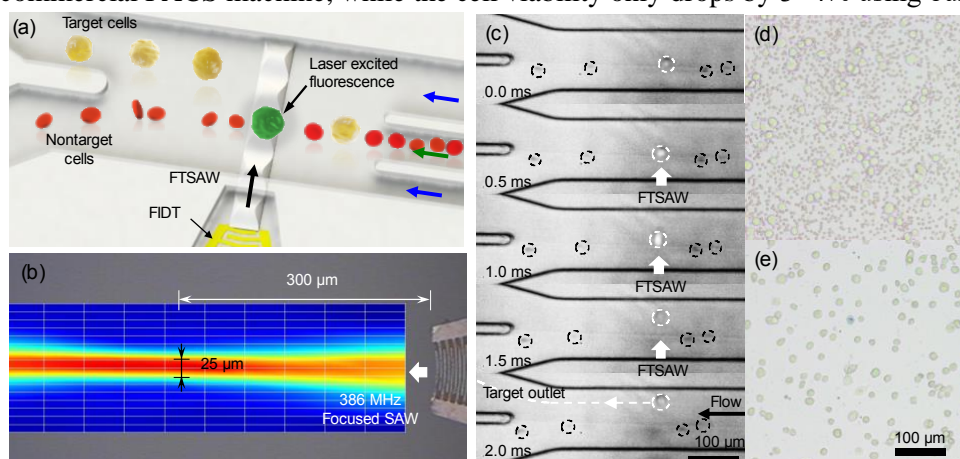 commercial FACS machine, while the cell viability only drops by 3
(a)
Target cells
Laser excited
fluorescence
Nontarget
cells
FTSAW
FIDT
(b)
300 µm
25 µm
386 MHz
Focused SAW
(c)
0.0 ms
0.5 ms
FTSAW
1.0 ms
FTSAW
1.5 ms
FTSAW
Target outlet
Flow
2.0 ms
100 µm
(d)
(e)
100 µm